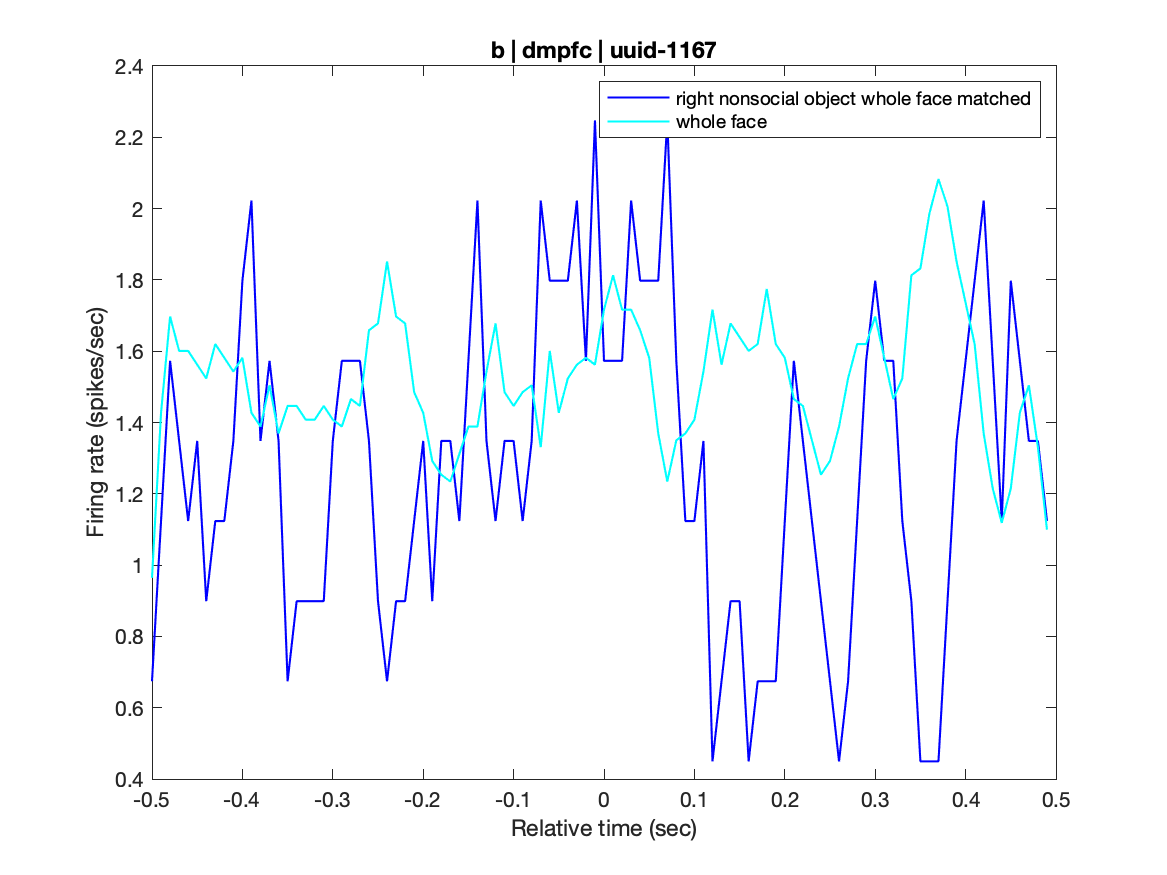 b | dmpfc | uuid-1167
right nonsocial object whole face matched
whole face
Firing rate (spikes/sec)
2.4
2.2
2
1.8
1.6
1.4
1.2
1
0.8
0.6
0.4
-0.5 -0.4 -0.3 -0.2 -0.1 0 0.1 0.2 0.3 0.4 0.5
Relative time (sec)